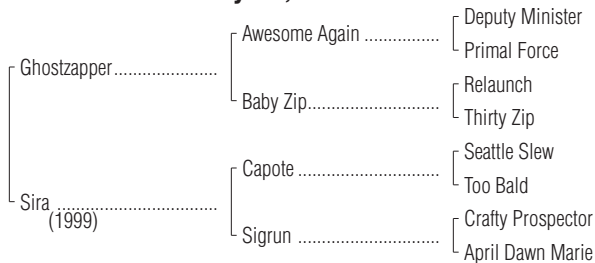 Deputy Minister
Awesome Again ................
Primal Force
Ghostzapper......................
Relaunch
Baby Zip............................
Thirty Zip
Seattle Slew
Capote ..............................
Too Bald
Sira ..................................
(1999)
Crafty Prospector
Sigrun ..............................
April Dawn Marie